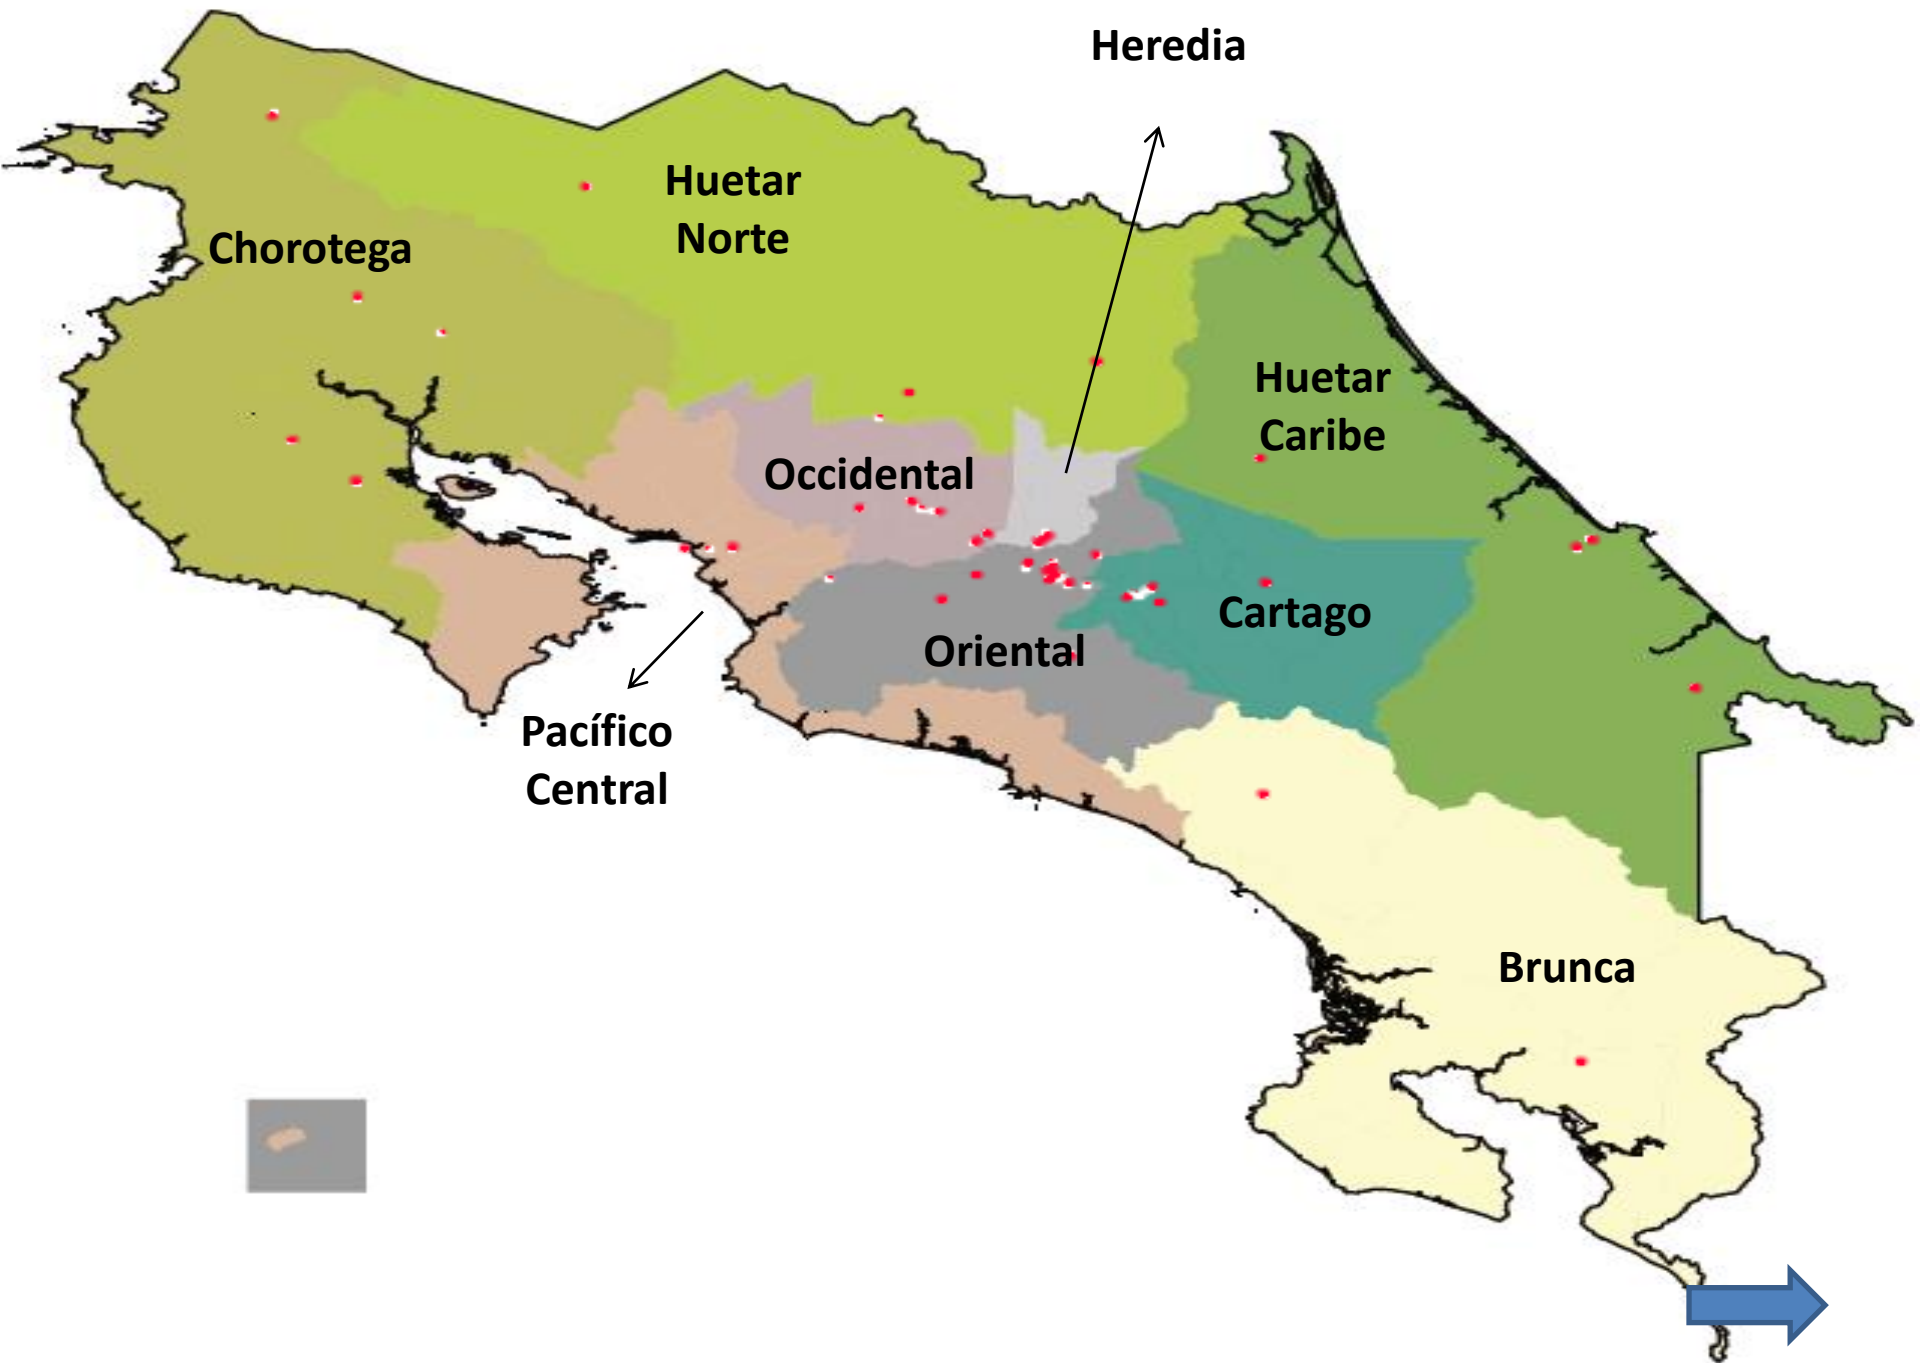 Heredia
Huetar
Norte
Chorotega
Huetar
Caribe
Occidental
Cartago
Oriental
Pacífico
Central
Brunca